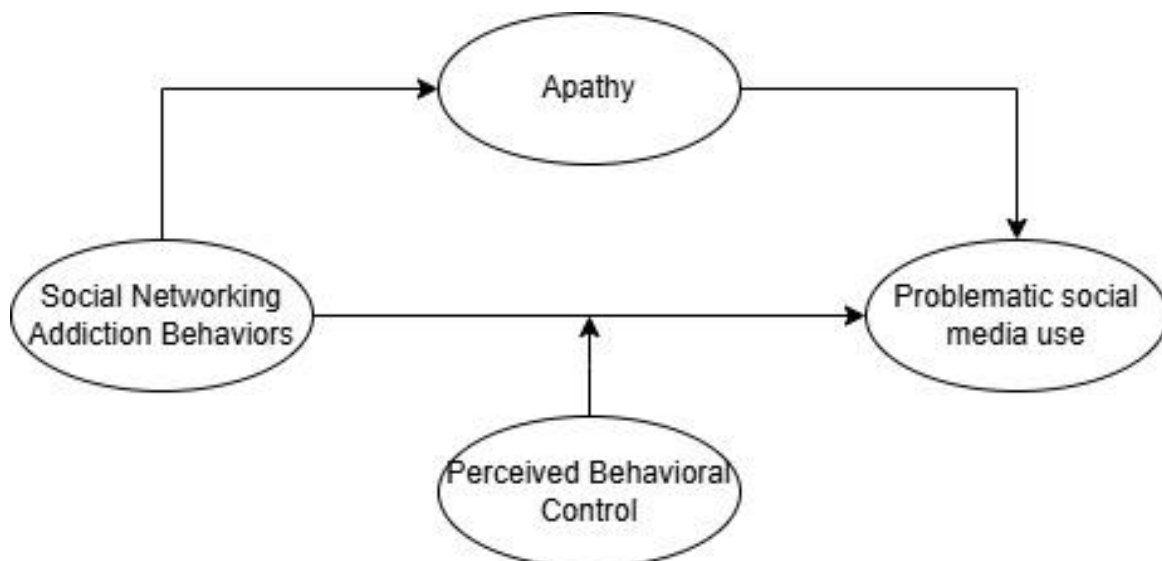 Apathy
Social Networking
Addiction Behaviors
Problematic social
media use
Perceived Behavioral
Control